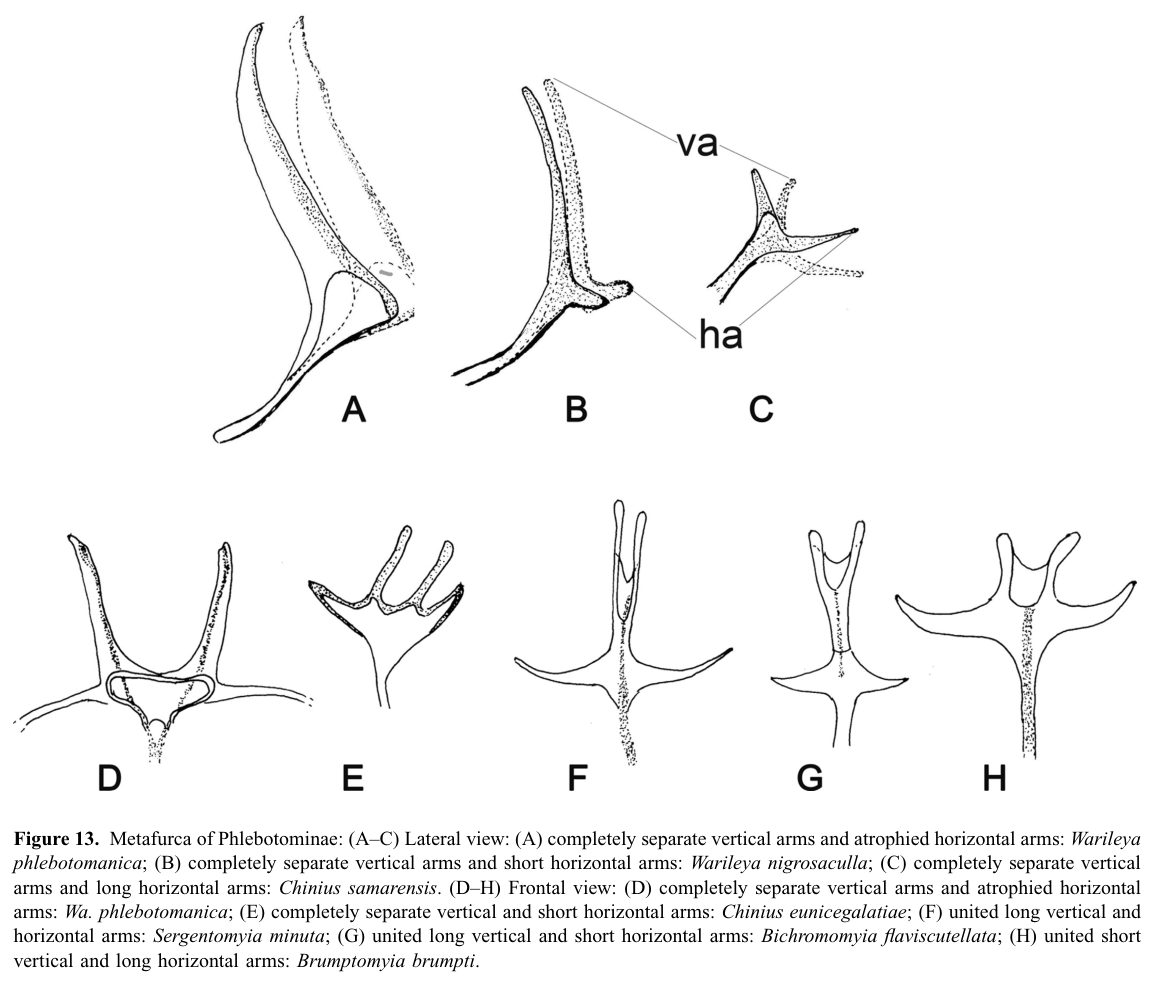 va
ha
A
B
C
D
E
F
G
H
Figure 13. Metafurca of Phlebotominae: (A–C) Lateral view: (A) completely separate vertical arms and atrophied horizontal arms: Warileya
phlebotomanica; (B) completely separate vertical arms and short horizontal arms: Warileya nigrosaculla; (C) completely separate vertical
arms and long horizontal arms: Chinius samarensis. (D–H) Frontal view: (D) completely separate vertical arms and atrophied horizontal
arms: Wa. phlebotomanica; (E) completely separate vertical and short horizontal arms: Chinius eunicegalatiae; (F) united long vertical and
horizontal arms: Sergentomyia minuta; (G) united long vertical and short horizontal arms: Bichromomyia flaviscutellata; (H) united short
vertical and long horizontal arms: Brumptomyia brumpti.